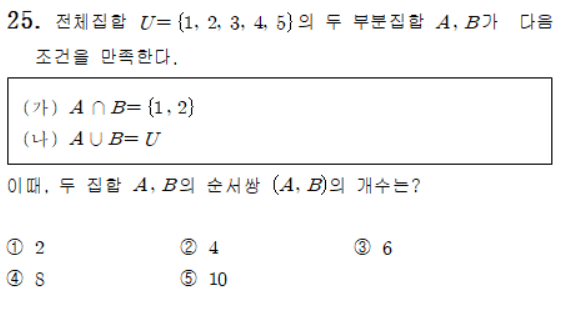 25. 전체집합 U= {1, 2, 3, 4, 5}의 두 부분집합 A, B가 다음
조건을 만족한다.
(가) A ∩ B= {1, 2}
(나) A ∪ B= U
이때, 두 집합 A, B의 순서쌍 (A, B)의 개수는?
① 2 ② 4 ③ 6
④ 8 ⑤ 10